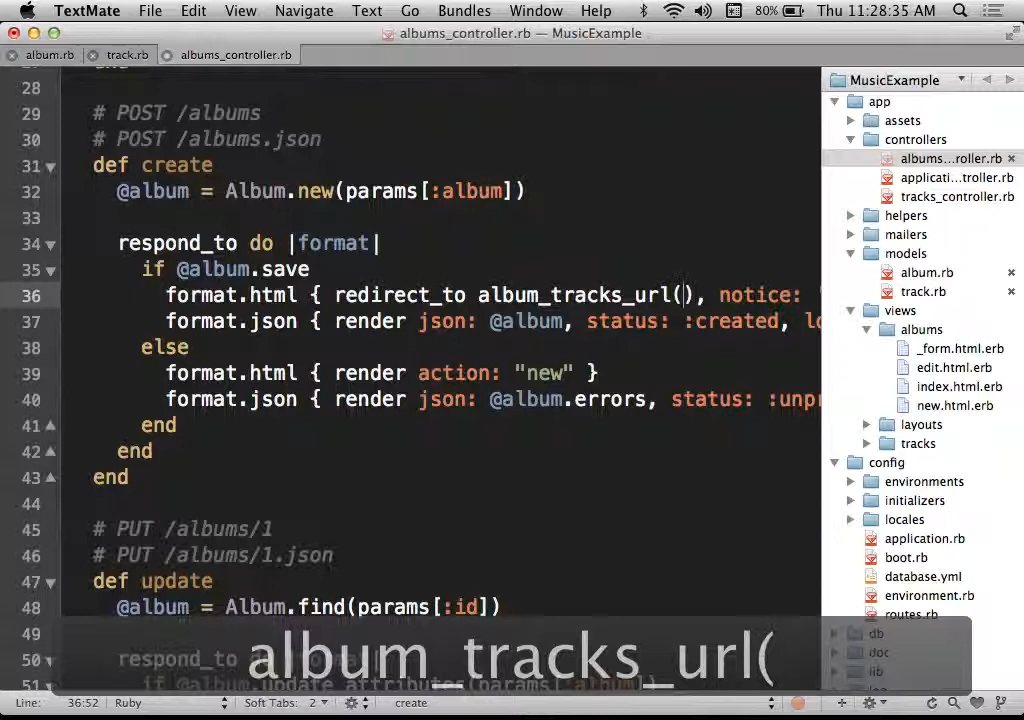 TextMate File Edit View Navigate Text Go Bundles Window Help 80% Thu 11:28:35 AM
albums_controller.rb — MusicExample
album.rb track.rb albums_controller.rb
MusicExample
28
29 # POST /albums
30 # POST /albums.json
31 def create
32 @album = Album.new(params[:album])
33
34 respond_to do |format|
35 if @album.save
36 format.html { redirect_to album_tracks_url(), notice:
37 format.json { render json: @album, status: :created, lo
38 else
39 format.html { render action: "new" }
40 format.json { render json: @album.errors, status: :unpr
41 end
42 end
43 end
44
45 # PUT /albums/1
46 # PUT /albums/1.json
47 def update
48 @album = Album.find(params[:id])
49
50 respond_to do |format|
51 if @album.update_attributes(params[:album])
app
assets
controllers
albums...roller.rb
applicati...troller.rb
tracks_controller.rb
helpers
mailers
models
album.rb
track.rb
views
albums
_form.html.erb
edit.html.erb
index.html.erb
new.html.erb
layouts
tracks
config
environments
initializers
locales
application.rb
boot.rb
database.yml
environment.rb
routes.rb
db
doc
lib
album_tracks_url(
Line: 36:52 Ruby Soft Tabs: 2 create